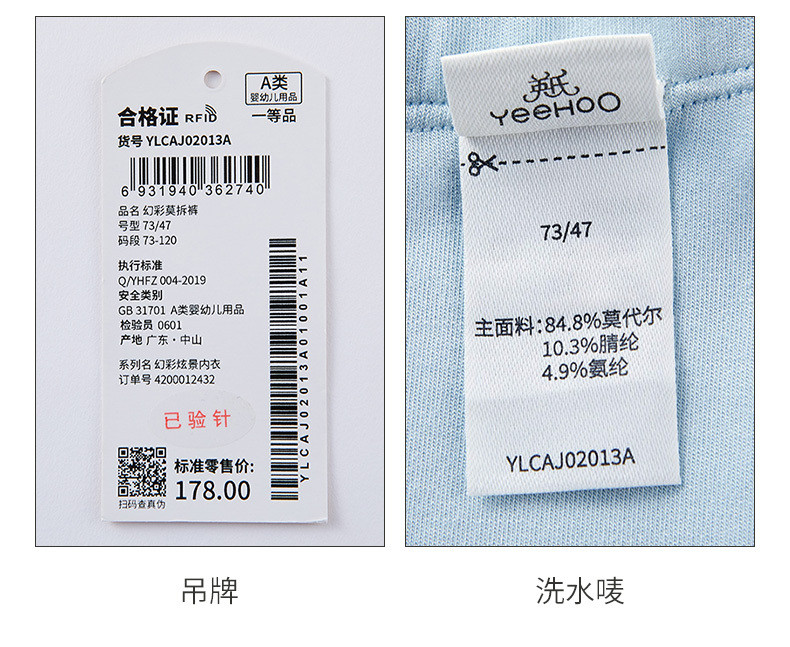 A类
婴幼儿用品
合格证 RFID
一等品
货号 YLCAJ02013A
6 931940 362740
品名 幻彩莫拆裤
号型 73/47
码段 73-120
执行标准
Q/YHFZ 004-2019
安全类别
GB 31701 A类婴幼儿用品
检验员 0601
产地 广东·中山
系列名 幻彩炫景内衣
订单号 4200012432
已验针
标准零售价:
178.00
扫码查真伪
YLCAJ02013A01001A11
英氏
YeeHOO
73/47
主面料:84.8%莫代尔
10.3%腈纶
4.9%氨纶
YLCAJ02013A
吊牌
洗水唛